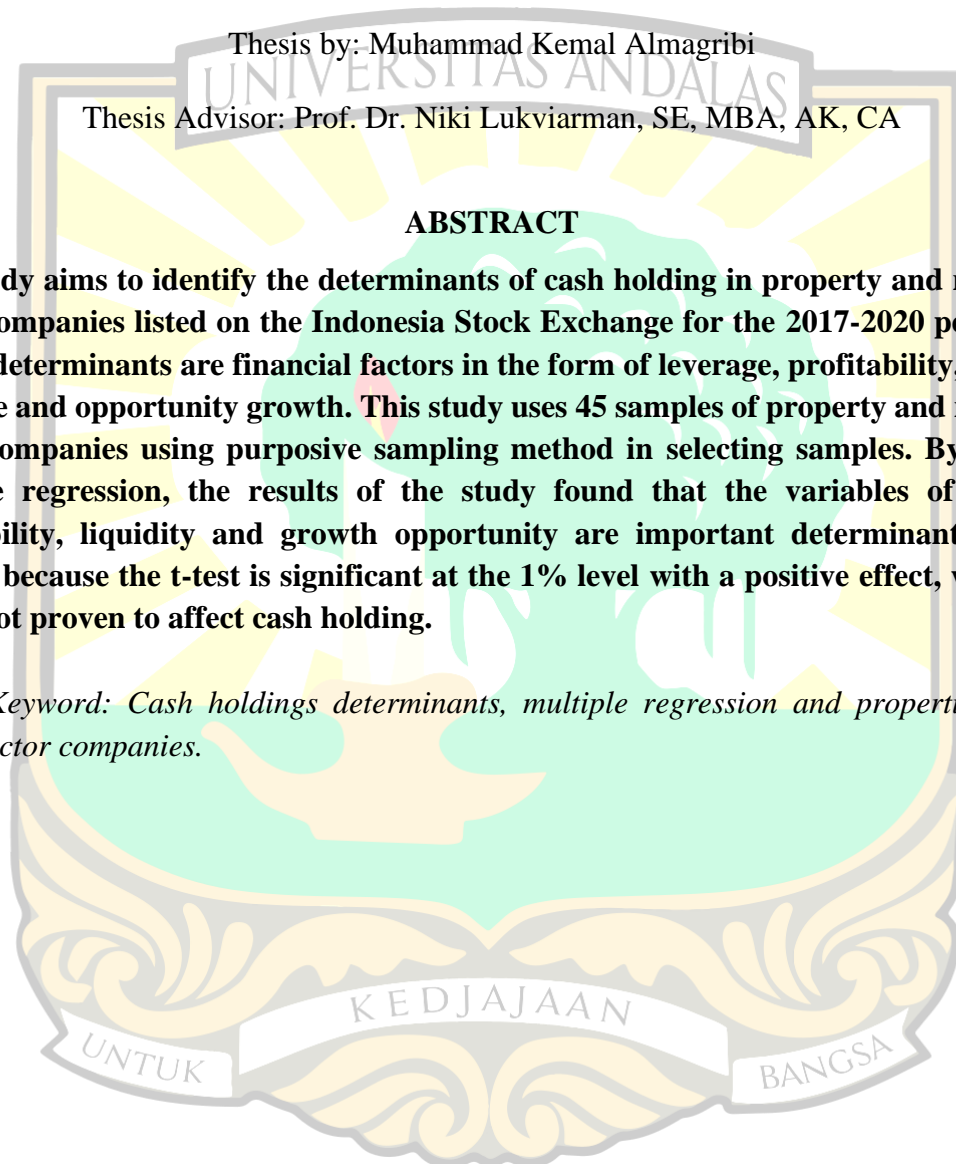 Thesis by: Muhammad Kemal Almagribi
UNIVERSITAS ANDALAS
Thesis Advisor: Prof. Dr. Niki Lukviarman, SE, MBA, AK, CA
ABSTRACT
dy aims to identify the determinants of cash holding in property and
ompanies listed on the Indonesia Stock Exchange for the 2017-2020
determinants are financial factors in the form of leverage, profitability,
e and opportunity growth. This study uses 45 samples of property and
ompanies using purposive sampling method in selecting samples. By
e regression, the results of the study found that the variables of
bility, liquidity and growth opportunity are important determinant
because the t-test is significant at the 1% level with a positive effect,
ot proven to affect cash holding.
Keyword: Cash holdings determinants, multiple regression and propert
ctor companies.
KEDJAJAAN
UNTUK
BANGSA